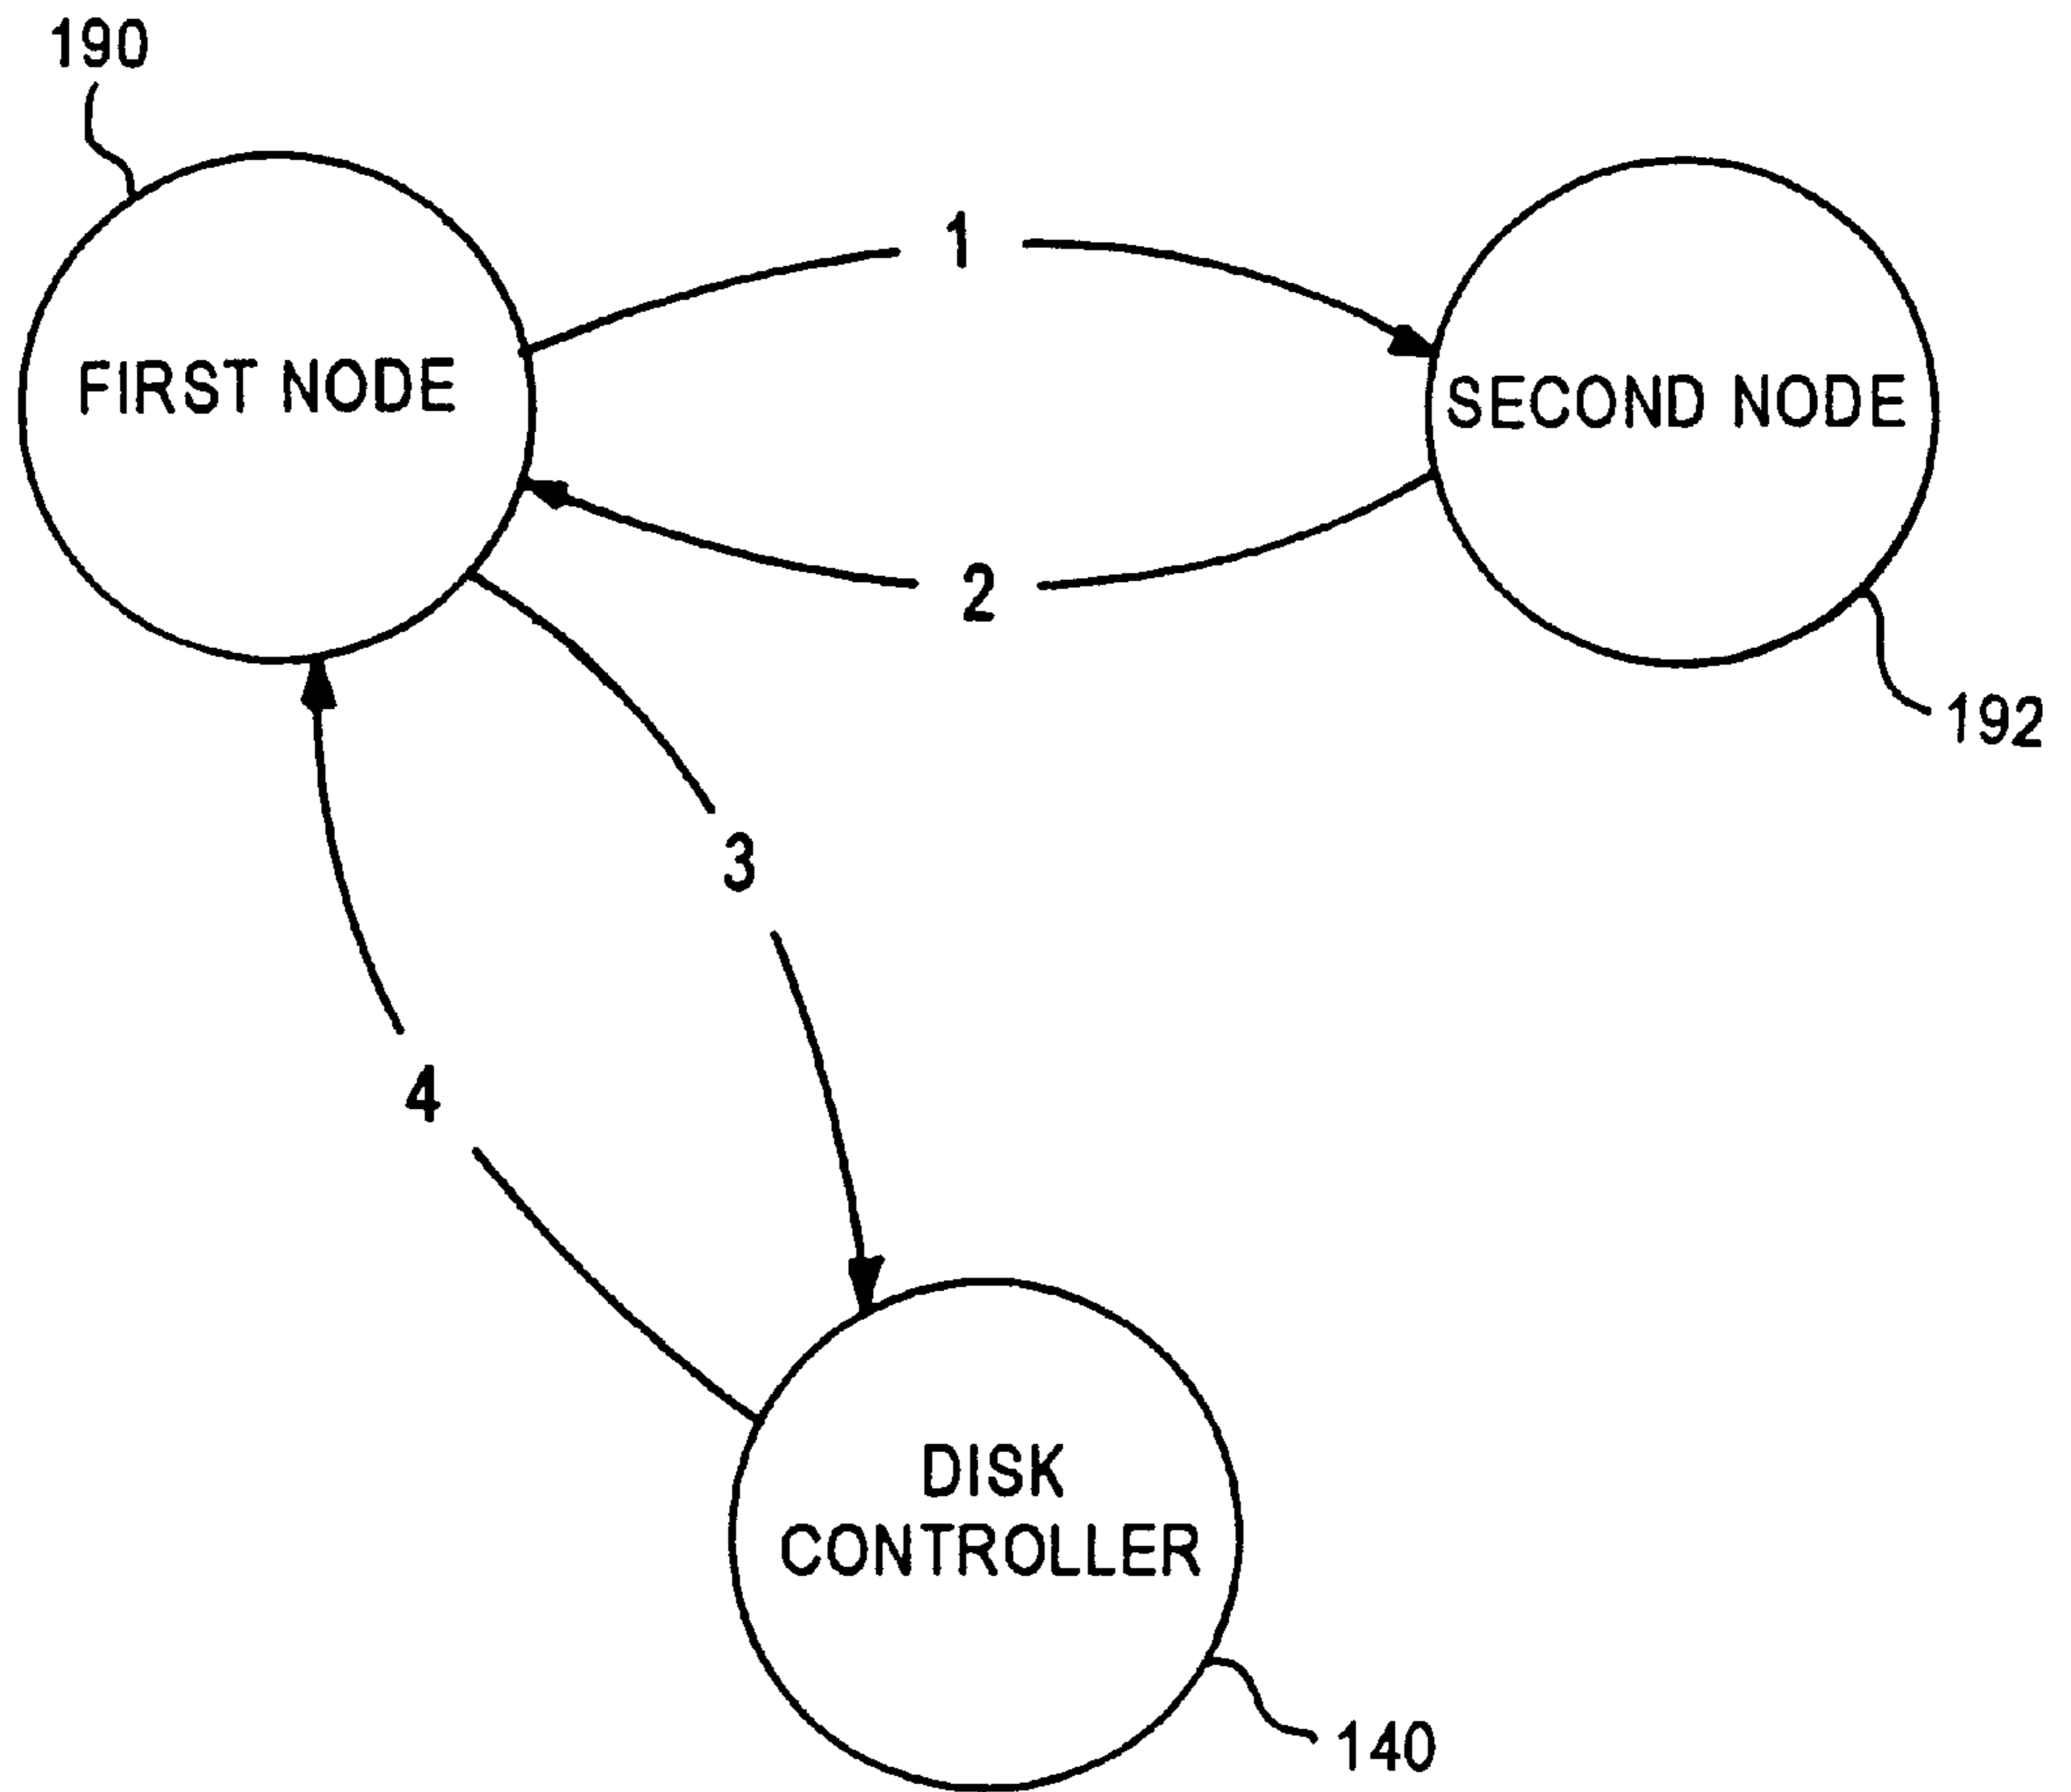 190
1
FIRST NODE
SECOND NODE
2
192
3
4
DISK
CONTROLLER
140